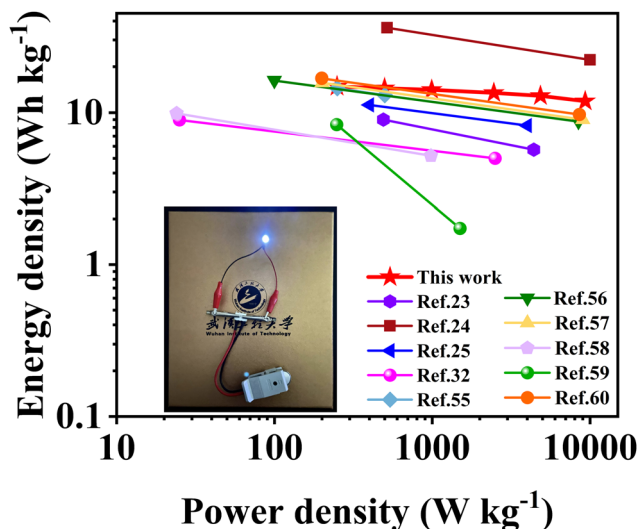 Energy density (Wh kg⁻¹)
10
1
0.1
10
100
1000
10000
Power density (W kg⁻¹)
This work
Ref.23
Ref.24
Ref.25
Ref.32
Ref.55
Ref.56
Ref.57
Ref.58
Ref.59
Ref.60
Wuhan Institute of Technology